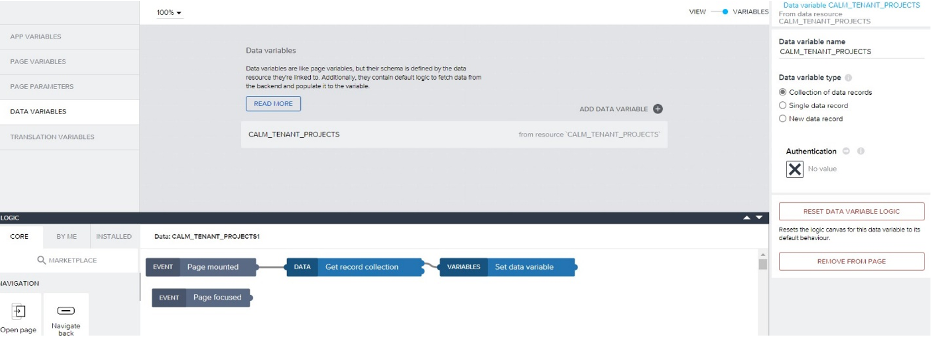 100%
VIEW VARIABLES
APP VARIABLES
PAGE VARIABLES
PAGE PARAMETERS
DATA VARIABLES
TRANSLATION VARIABLES
Data variables
Data variables are like page variables, but their schema is defined by the data
resource they're linked to. Additionally, they contain default logic to fetch data from
the backend and populate it to the variable.
READ MORE
ADD DATA VARIABLE
CALM_TENANT_PROJECTS from resource `CALM_TENANT_PROJECTS`
Data variable CALM_TENANT_PROJECTS
From data resource
CALM_TENANT_PROJECTS
Data variable name
CALM_TENANT_PROJECTS
Data variable type
Collection of data records
Single data record
New data record
Authentication
No value
RESET DATA VARIABLE LOGIC
Resets the logic canvas for this data variable to its
default behaviour.
REMOVE FROM PAGE
LOGIC
CORE BY ME INSTALLED
MARKETPLACE
NAVIGATION
Open page
Navigate
back
Data: CALM_TENANT_PROJECTS1
EVENT Page mounted
DATA Get record collection
VARIABLES Set data variable
EVENT Page focused